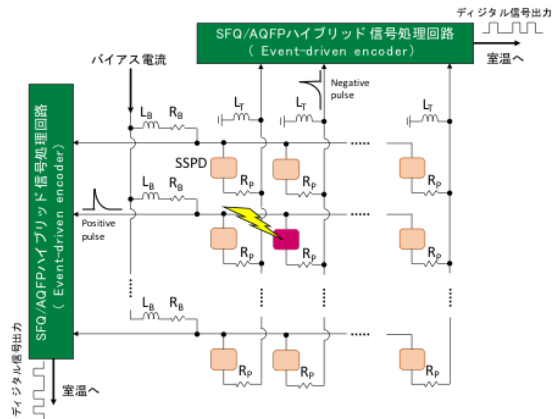 ディジタル信号出力
SFQ/AQFPハイブリッド信号処理回路
( Event-driven encoder)
室温へ
バイアス電流
Negative
pulse
L_T
L_T
L_T
L_B
R_B
SSPD
R_P
R_P
R_P
SFQ/AQFPハイブリッド信号処理回路
( Event-driven encoder)
Positive
pulse
L_B
R_B
R_P
R_P
R_P
L_B
R_B
R_P
R_P
R_P
ディジタル信号出力
室温へ